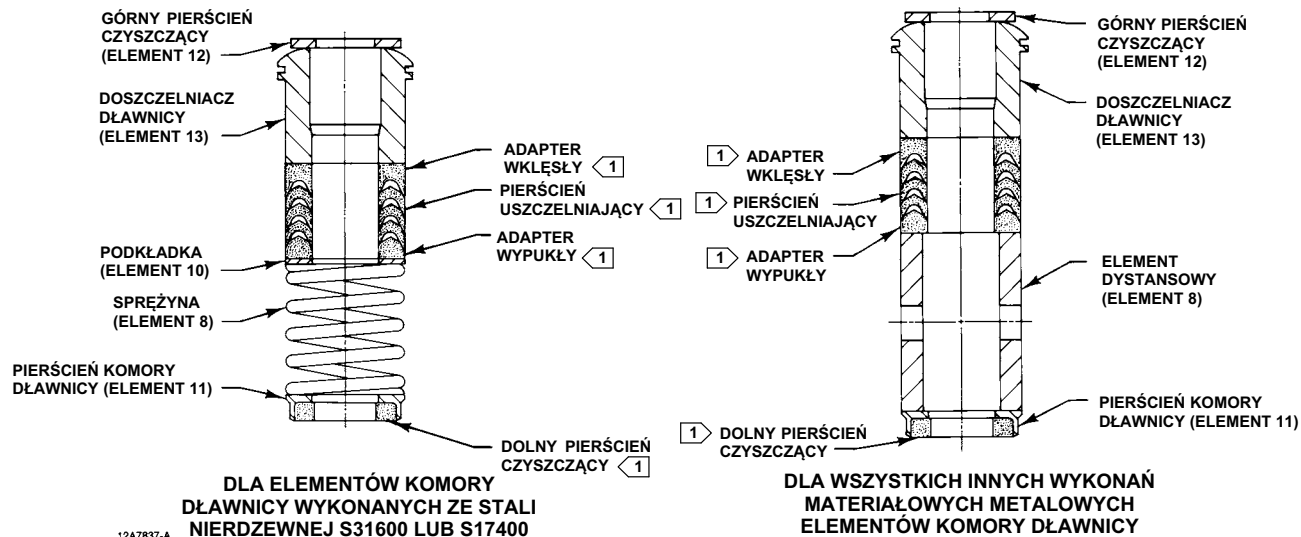 GÓRNY PIERŚCIEŃ
CZYSZCZĄCY
(ELEMENT 12)
DOSZCZELNIACZ
DŁAWNICY
(ELEMENT 13)
ADAPTER
WKLĘSŁY 1
PIERŚCIEŃ
USZCZELNIAJĄCY 1
ADAPTER
WYPUKŁY 1
PODKŁADKA
(ELEMENT 10)
SPRĘŻYNA
(ELEMENT 8)
PIERŚCIEŃ KOMORY
DŁAWNICY (ELEMENT 11)
DOLNY PIERŚCIEŃ
CZYSZCZĄCY 1
DLA ELEMENTÓW KOMORY
DŁAWNICY WYKONANYCH ZE STALI
NIERDZEWNEJ S31600 LUB S17400
12A7837-A
GÓRNY PIERŚCIEŃ
CZYSZCZĄCY
(ELEMENT 12)
DOSZCZELNIACZ
DŁAWNICY
(ELEMENT 13)
1 ADAPTER
WKLĘSŁY
1 PIERŚCIEŃ
USZCZELNIAJĄCY
1 ADAPTER
WYPUKŁY
ELEMENT
DYSTANSOWY
(ELEMENT 8)
PIERŚCIEŃ KOMORY
DŁAWNICY (ELEMENT 11)
1 DOLNY PIERŚCIEŃ
CZYSZCZĄCY
DLA WSZYSTKICH INNYCH WYKONAŃ
MATERIAŁOWYCH METALOWYCH
ELEMENTÓW KOMORY DŁAWNICY